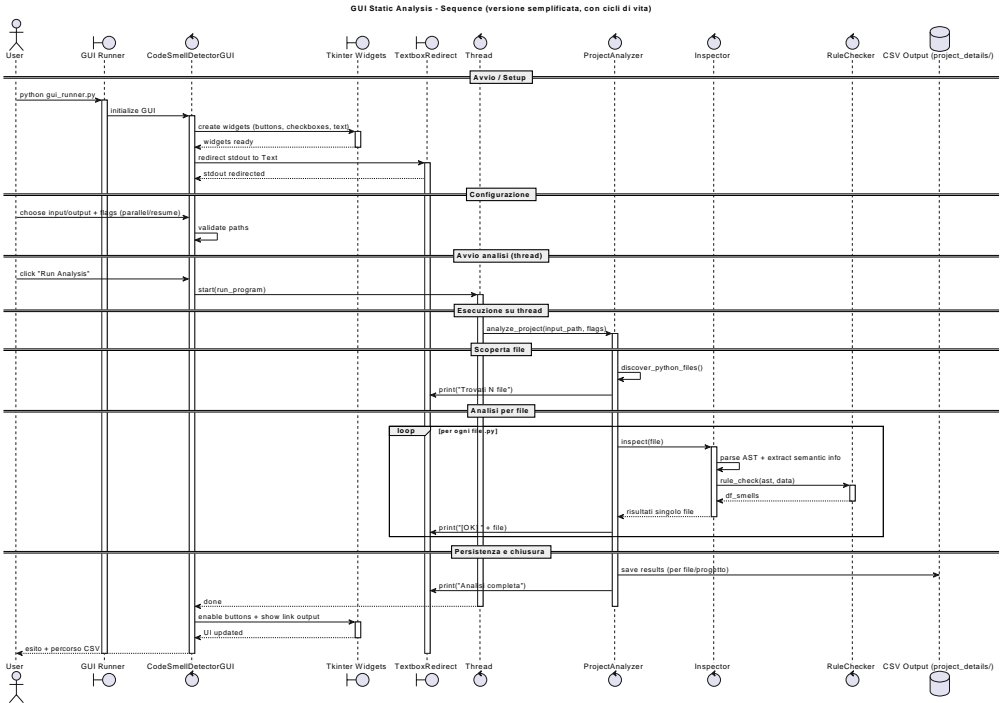 GUI Static Analysis - Sequence (versione semplificata, con cicli di vita)
User GUI Runner CodeSmellDetectorGUI Tkinter Widgets TextboxRedirect Thread ProjectAnalyzer Inspector RuleChecker CSV Output (project_details/)
Avvio / Setup
python gui_runner.py
initialize GUI
create widgets (buttons, checkboxes, text)
widgets ready
redirect stdout to Text
stdout redirected
Configurazione
choose input/output + flags (parallel/resume)
validate paths
Avvio analisi (thread)
click "Run Analysis"
start(run_program)
Esecuzione su thread
analyze_project(input_path, flags)
Scoperta file
discover_python_files()
print("Trovati N file")
Analisi per file
loop [per ogni file .py]
inspect(file)
parse AST + extract semantic info
rule_check(ast, data)
df_smells
risultati singolo file
print("[OK] " + file)
Persistenza e chiusura
save results (per file/progetto)
print("Analisi completa")
done
enable buttons + show link output
UI updated
esito + percorso CSV
User GUI Runner CodeSmellDetectorGUI Tkinter Widgets TextboxRedirect Thread ProjectAnalyzer Inspector RuleChecker CSV Output (project_details/)